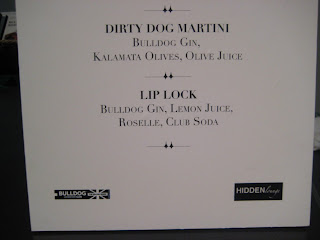 DIRTY DOG MARTINI
BULLDOG GIN,
KALAMATA OLIVES, OLIVE JUICE
LIP LOCK
BULLDOG GIN, LEMON JUICE,
ROSELLE, CLUB SODA
BULLDOG
HIDDEN lounge